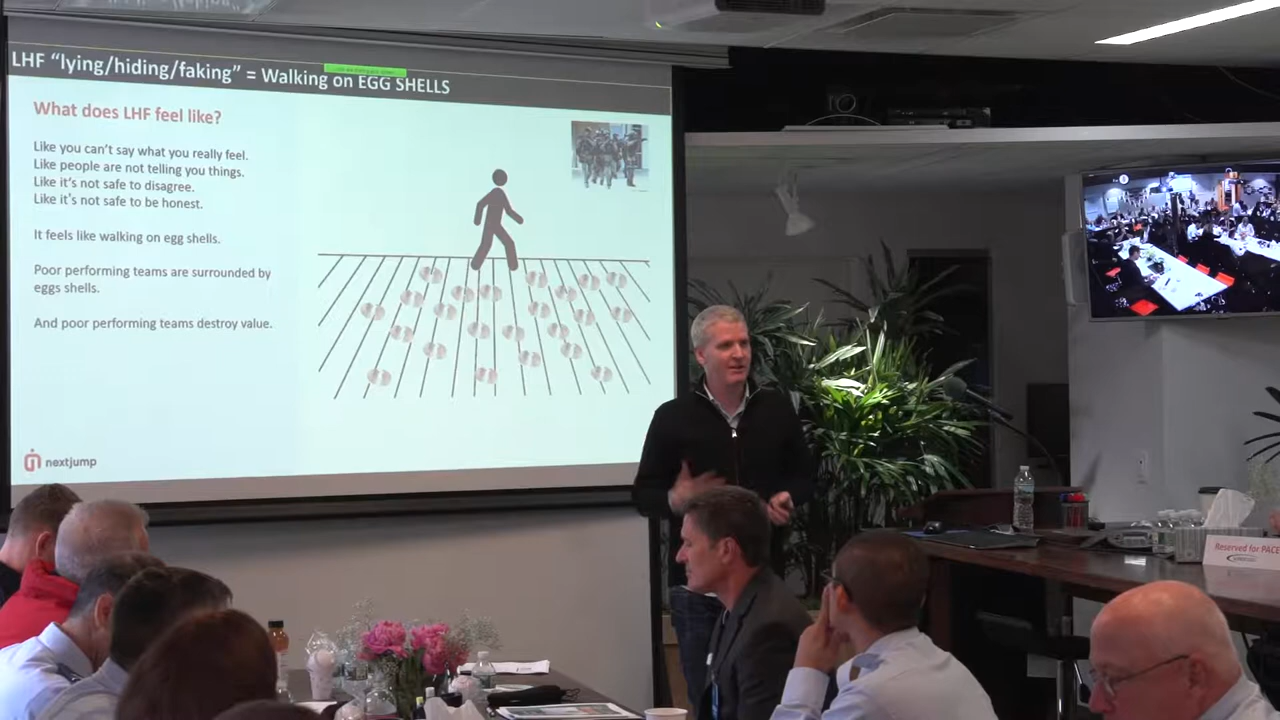 LHF “lying/hiding/faking” = Walking on EGG SHELLS
What does LHF feel like?
Like you can’t say what you really feel.
Like people are not telling you things.
Like it’s not safe to disagree.
Like it’s not safe to be honest.
It feels like walking on egg shells.
Poor performing teams are surrounded by
eggs shells.
And poor performing teams destroy value.
nextjump
Reserved for PACE